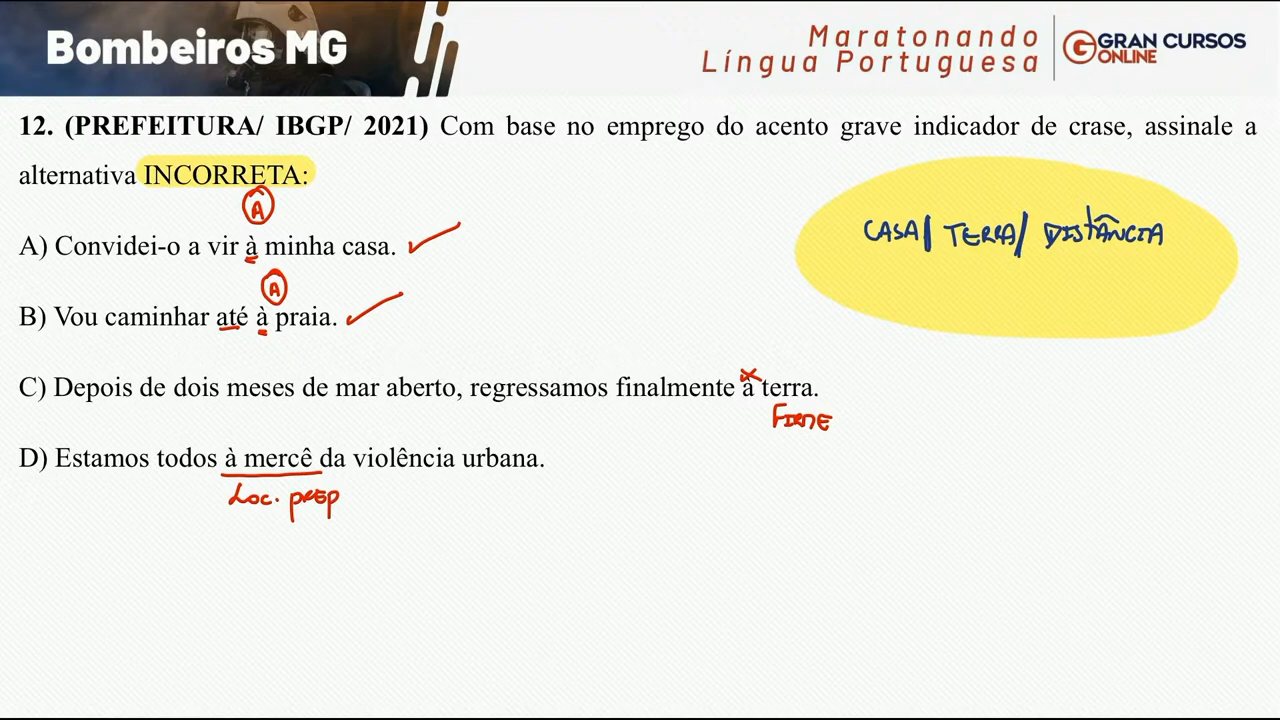 Bombeiros MG
Maratonando
Língua Portuguesa
GRAN CURSOS
ONLINE
12. (PREFEITURA/ IBGP/ 2021) Com base no emprego do acento grave indicador de crase, assinale a
alternativa INCORRETA:
A
A) Convidei-o a vir à minha casa.
CASA/ TERRA/ DISTÂNCIA
A
B) Vou caminhar até à praia.
C) Depois de dois meses de mar aberto, regressamos finalmente à terra.
FIRME
D) Estamos todos à mercê da violência urbana.
Loc. prep